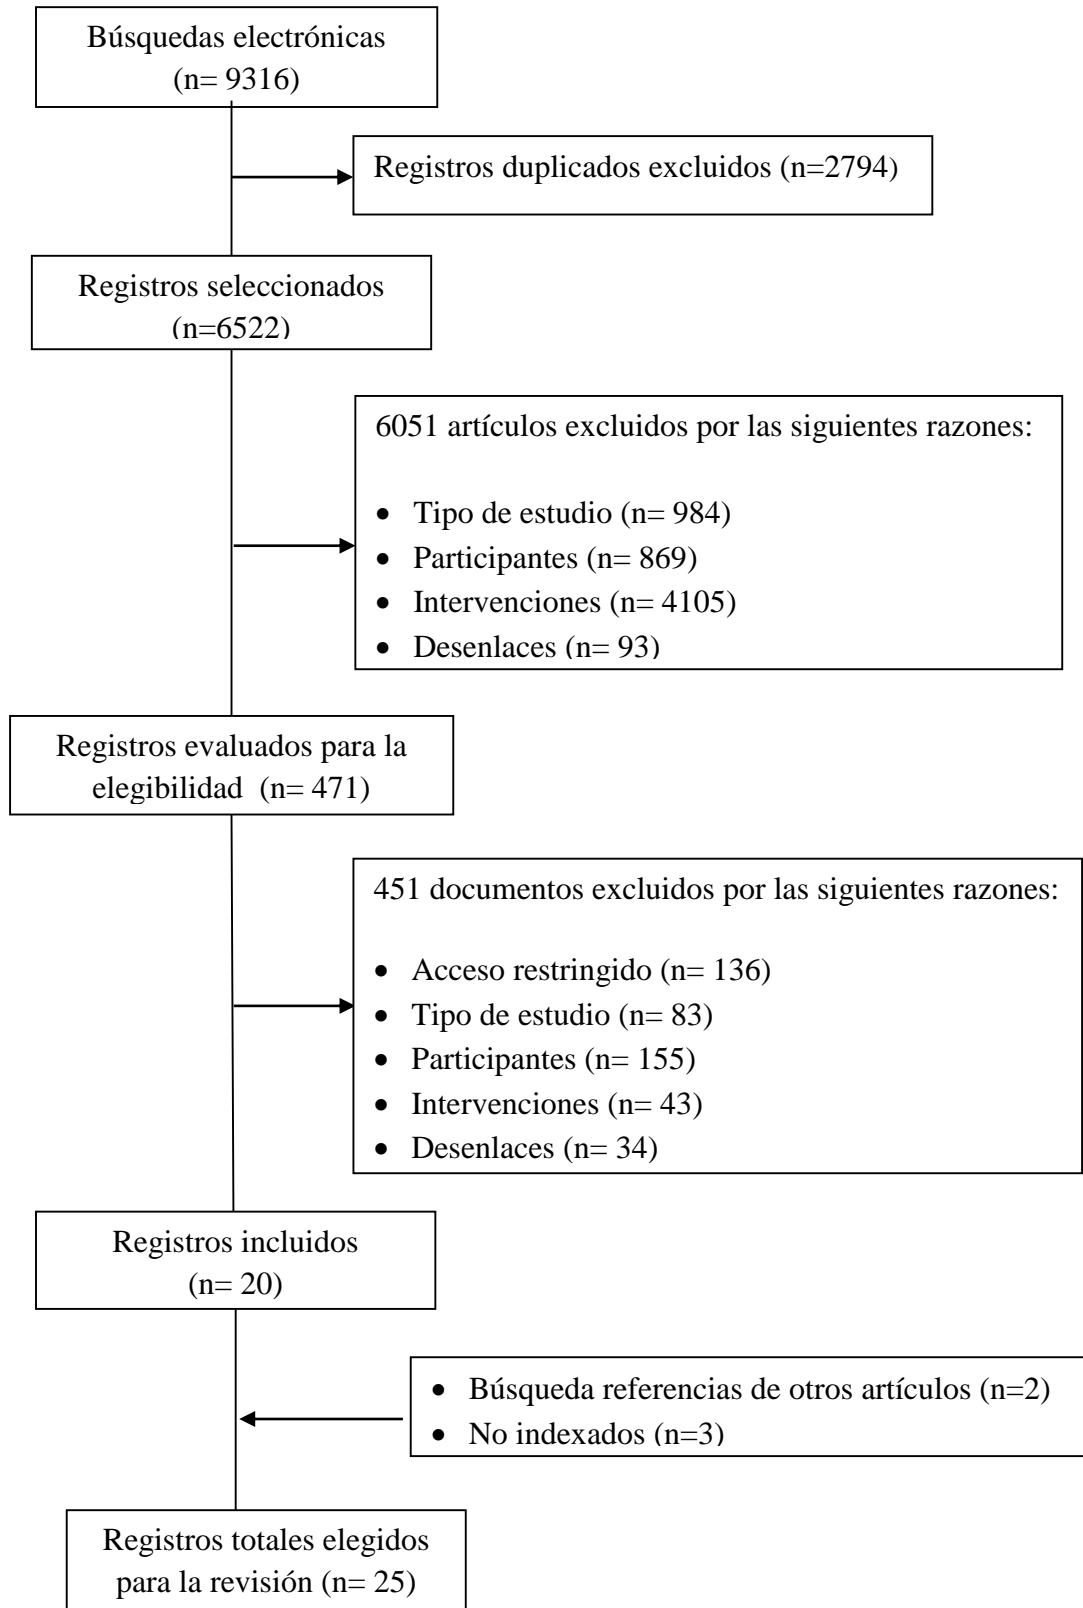 Búsquedas electrónicas
(n= 9316)
Registros duplicados excluidos (n=2794)
Registros seleccionados
(n=6522)
6051 artículos excluidos por las siguientes razones:
• Tipo de estudio (n= 984)
• Participantes (n= 869)
• Intervenciones (n= 4105)
• Desenlaces (n= 93)
Registros evaluados para la
elegibilidad (n= 471)
451 documentos excluidos por las siguientes razones:
• Acceso restringido (n= 136)
• Tipo de estudio (n= 83)
• Participantes (n= 155)
• Intervenciones (n= 43)
• Desenlaces (n= 34)
Registros incluidos
(n= 20)
• Búsqueda referencias de otros artículos (n=2)
• No indexados (n=3)
Registros totales elegidos
para la revisión (n= 25)